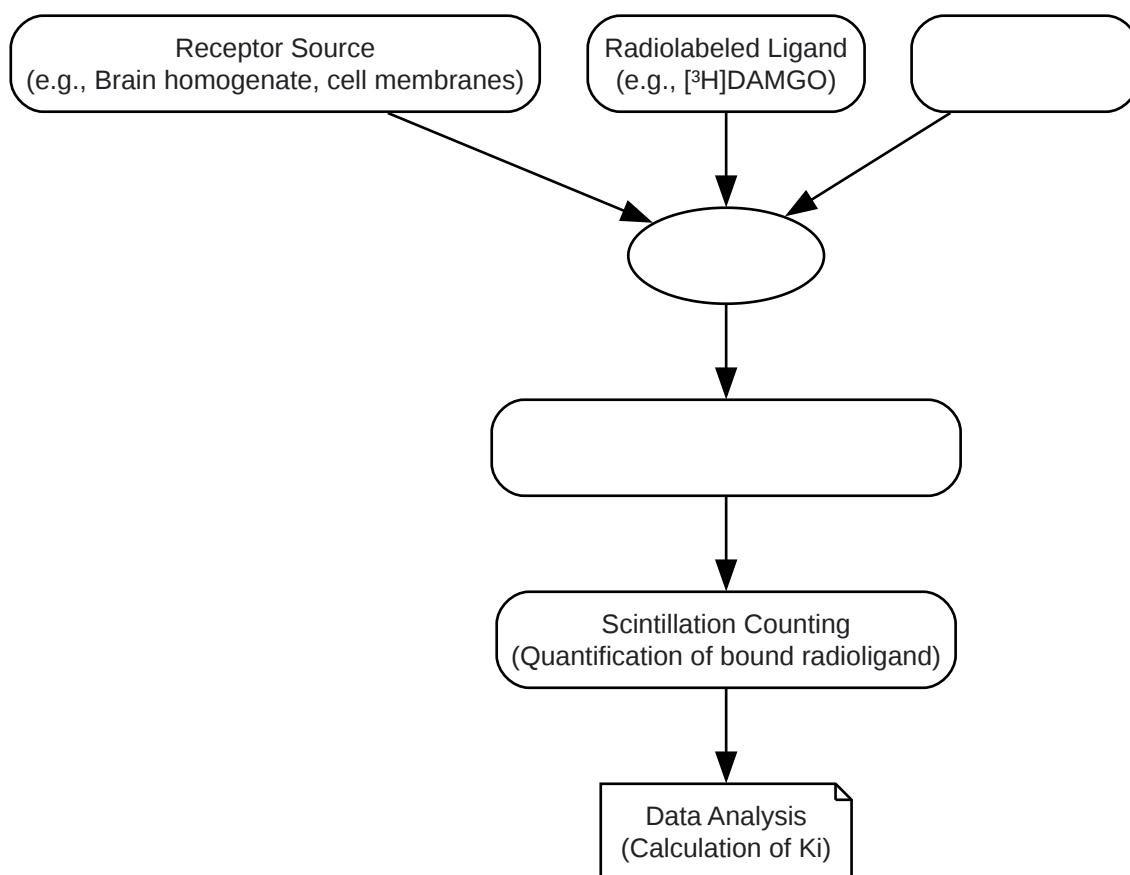 Receptor Source
(e.g., Brain homogenate, cell membranes)
Radiolabeled Ligand
(e.g., [³H]DAMGO)
Scintillation Counting
(Quantification of bound radioligand)
Data Analysis
(Calculation of Ki)